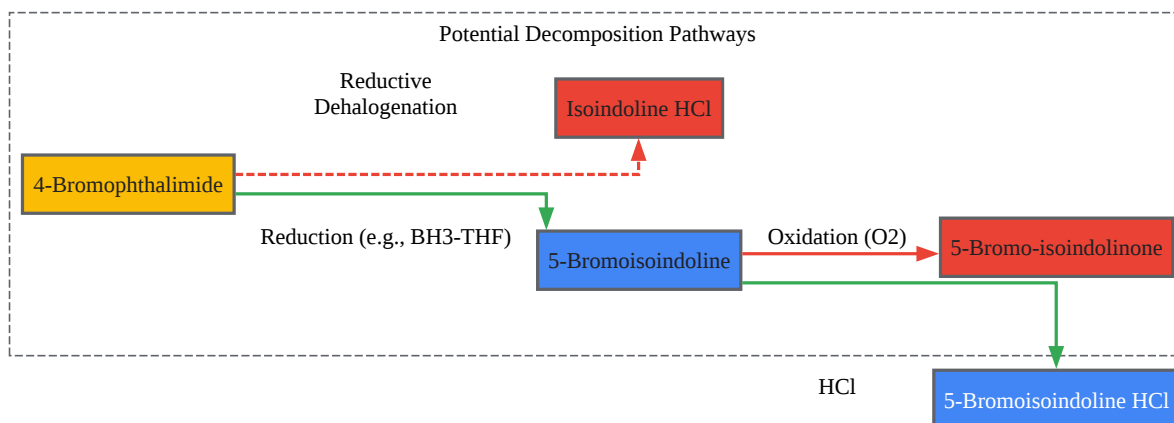 Potential Decomposition Pathways
Reductive
Dehalogenation
Isoindoline HCl
4-Bromophthalimide
Reduction (e.g., BH3-THF)
5-Bromoisoindoline
Oxidation (O2)
5-Bromo-isoindolinone
HCl
5-Bromoisoindoline HCl